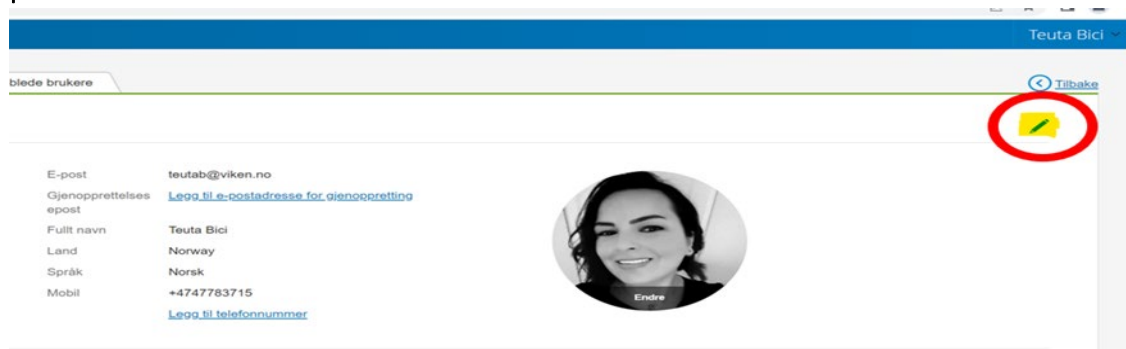 Teuta Bici
blede brukere
Tilbake
E-post teutab@viken.no
Gjenopprettelses Legg til e-postadresse for gjenoppretting
epost
Fullt navn Teuta Bici
Land Norway
Språk Norsk
Mobil +4747783715
Endre
Legg til telefonnummer